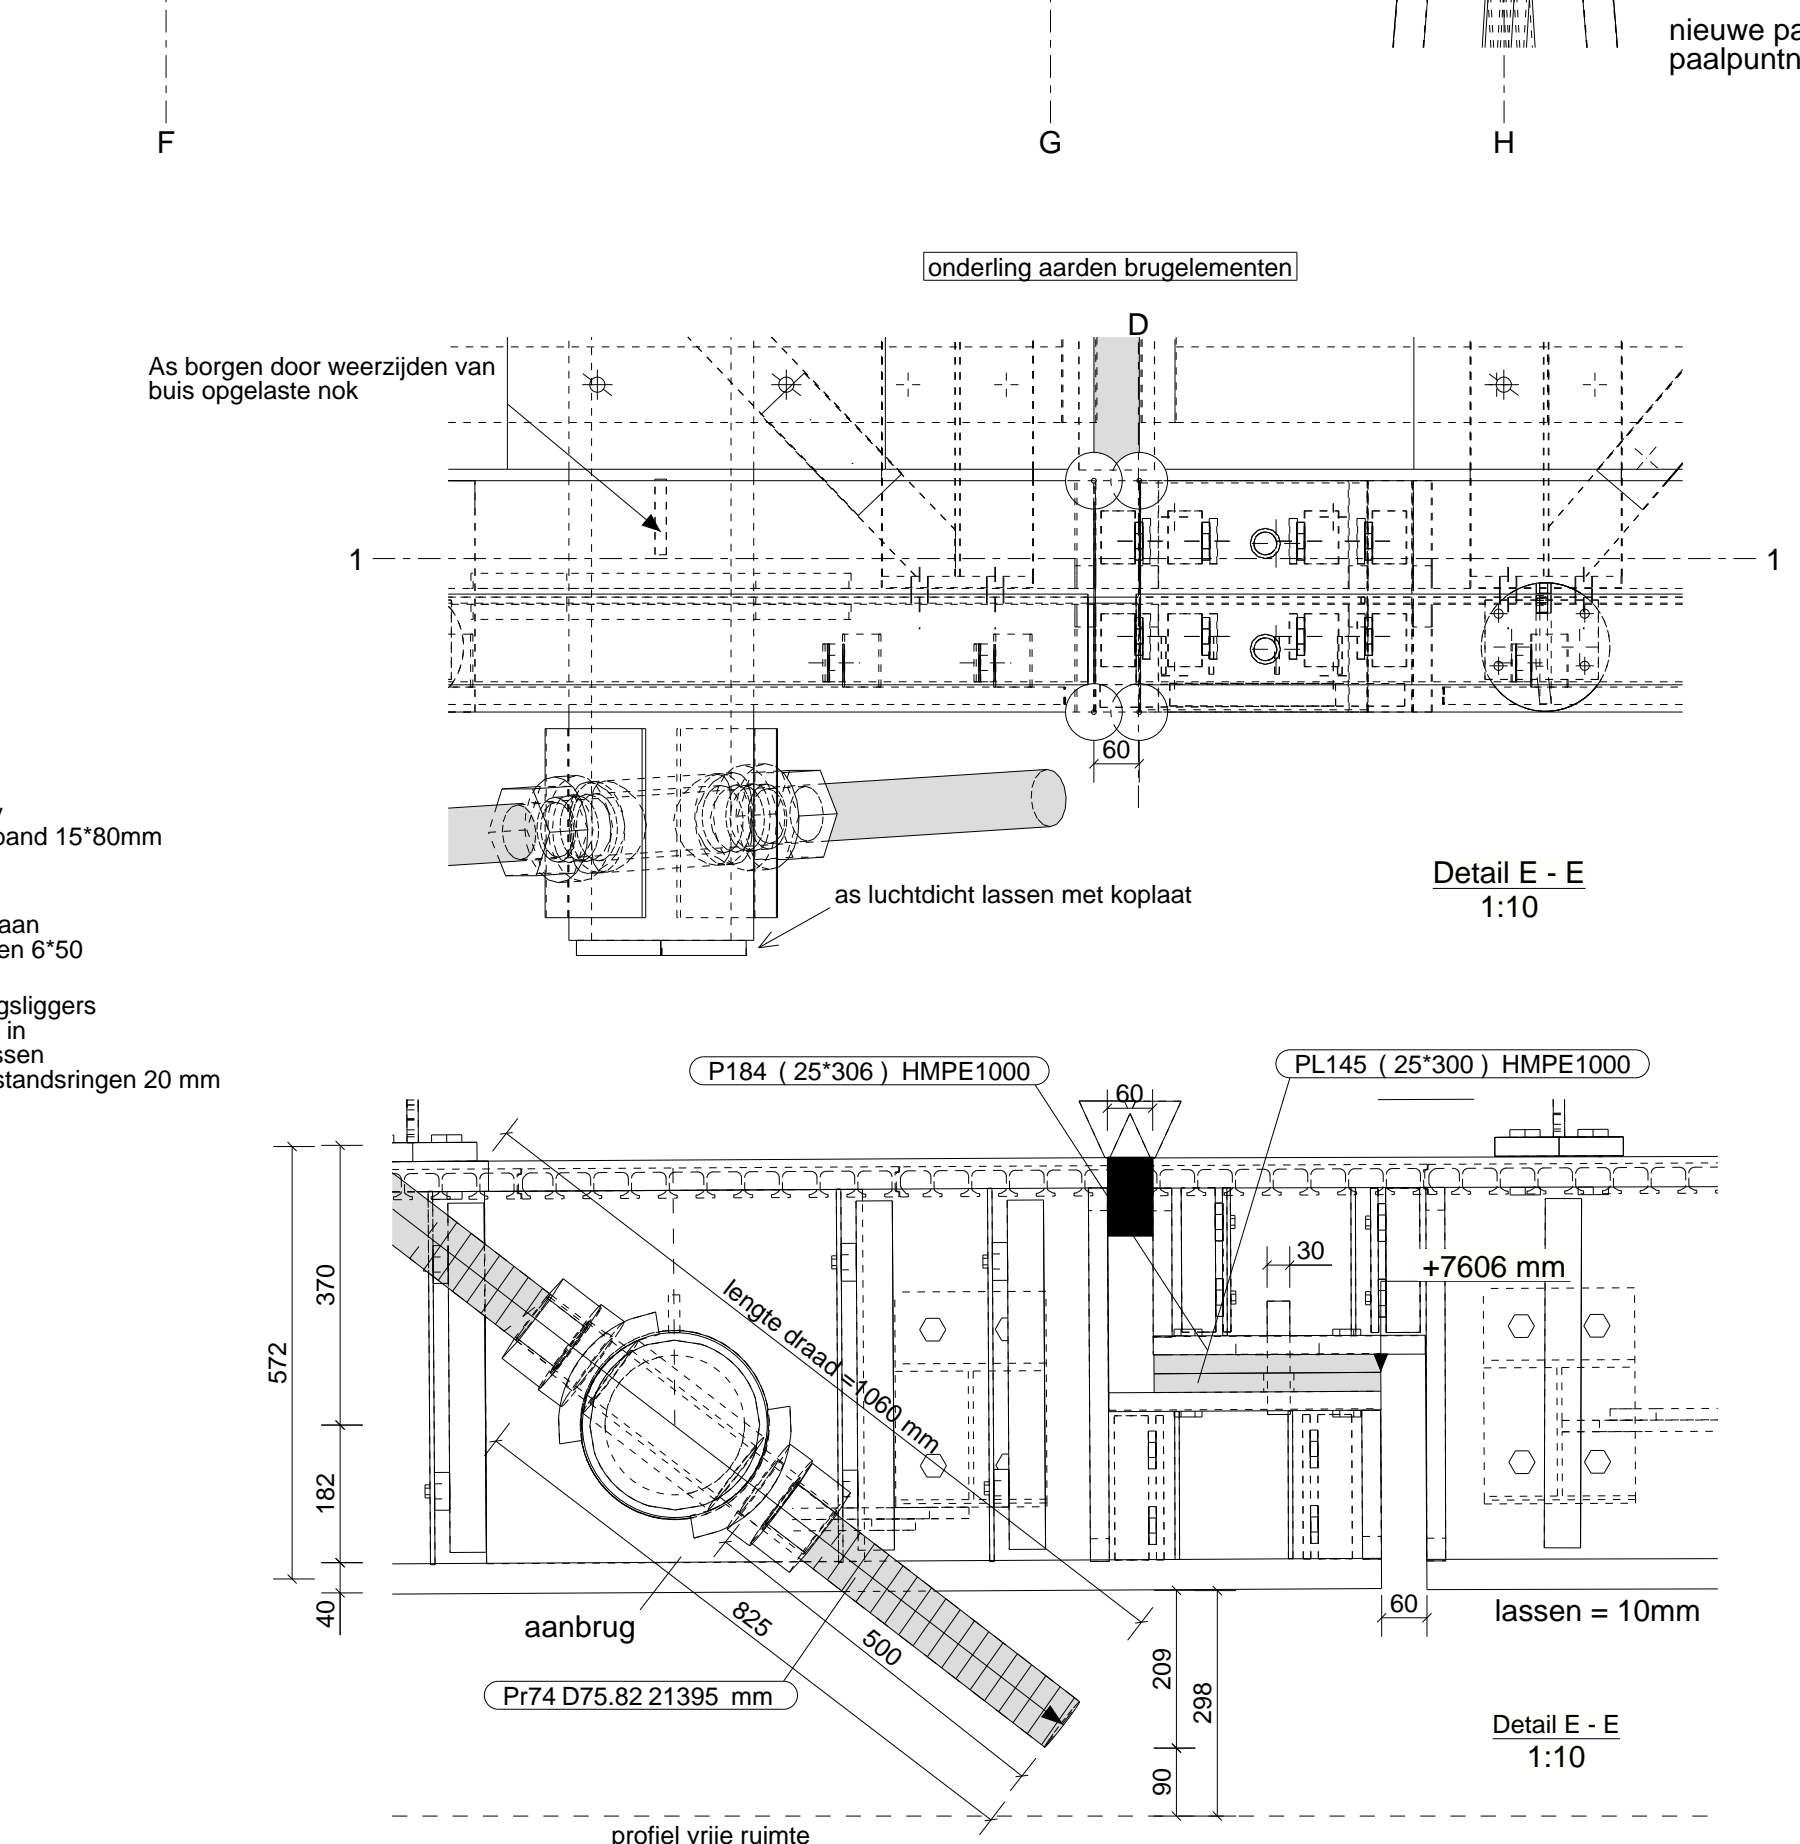 nieuwe pa
paalpuntn
F
G
H
onderling aarden brugelementen
D
As borgen door weerzijden van
buis opgelaste nok
1
1
60
band 15*80mm
Detail E - E
1:10
as luchtdicht lassen met koplaat
aan
en 6*50
gsliggers
in
ssen
standsringen 20 mm
P184 ( 25*306 ) HMPE1000
PL145 ( 25*300 ) HMPE1000
60
30
+7606 mm
370
572
182
40
lengte draad =1060 mm
aanbrug
825
500
60
lassen = 10mm
Pr74 D75.82 21395 mm
209
298
90
Detail E - E
1:10
profiel vrije ruimte